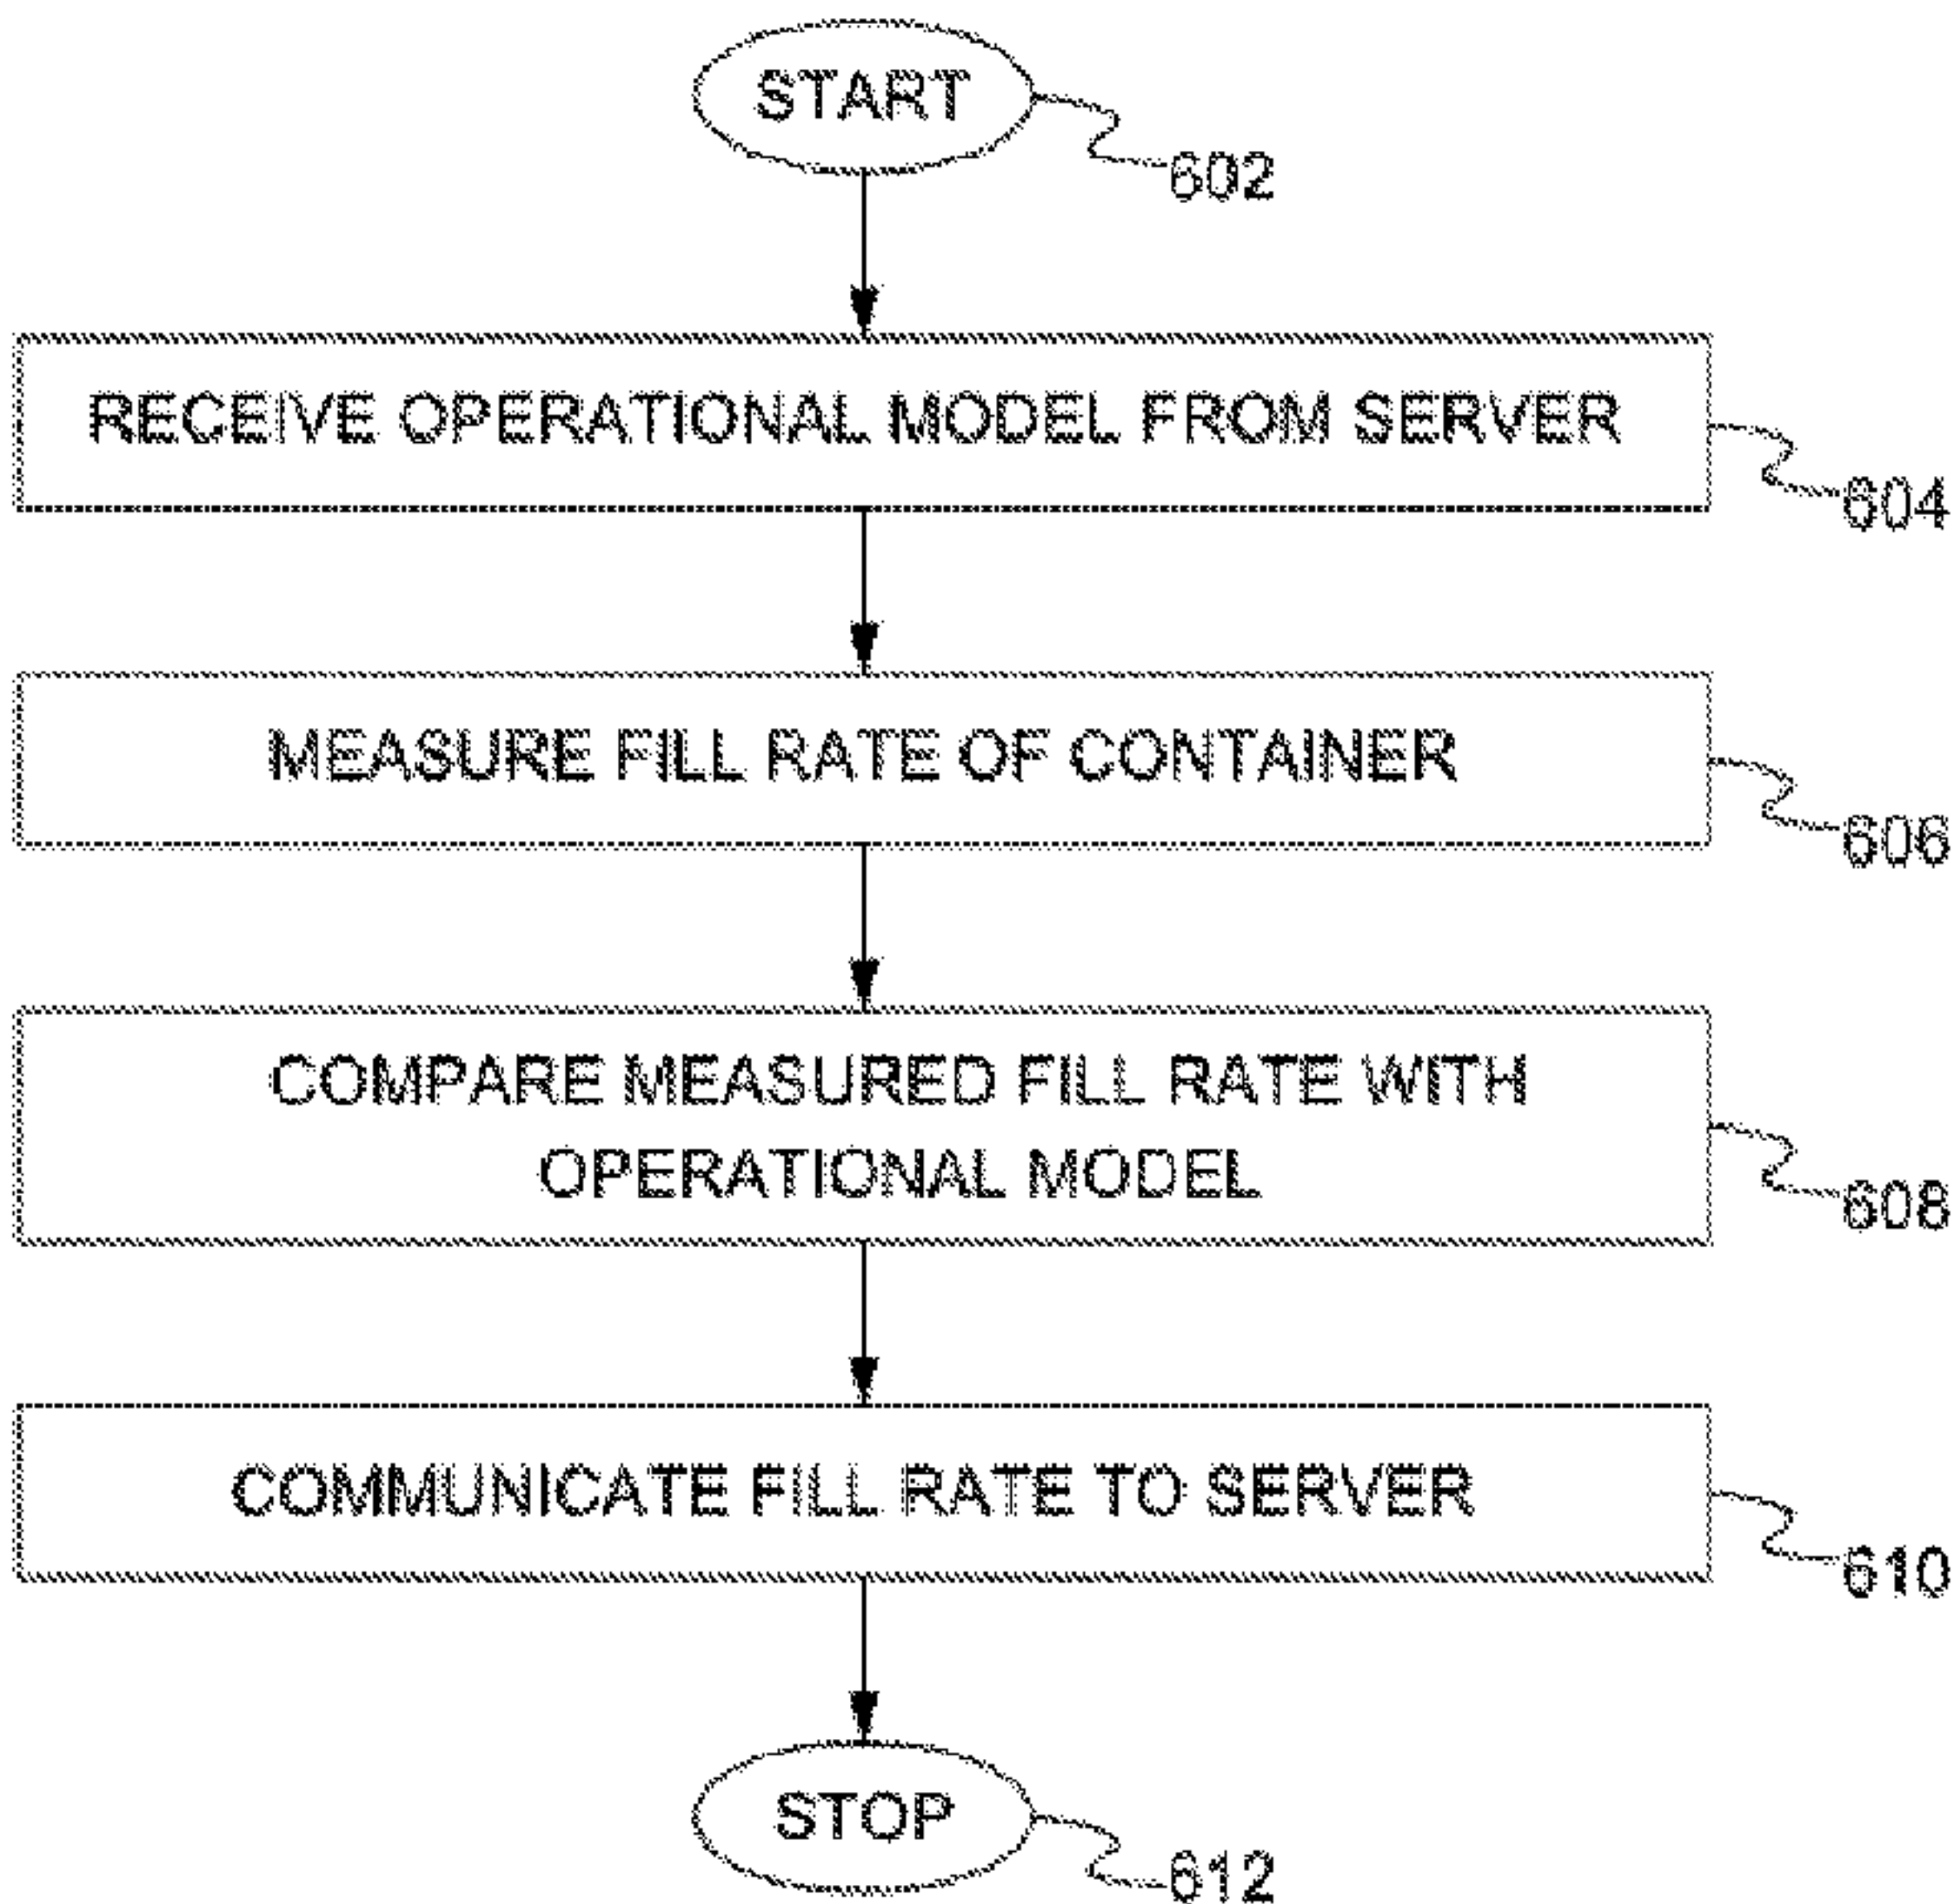 START
602
RECEIVE OPERATIONAL MODEL FROM SERVER
604
MEASURE FILL RATE OF CONTAINER
606
COMPARE MEASURED FILL RATE WITH
OPERATIONAL MODEL
608
COMMUNICATE FILL RATE TO SERVER
610
STOP
612